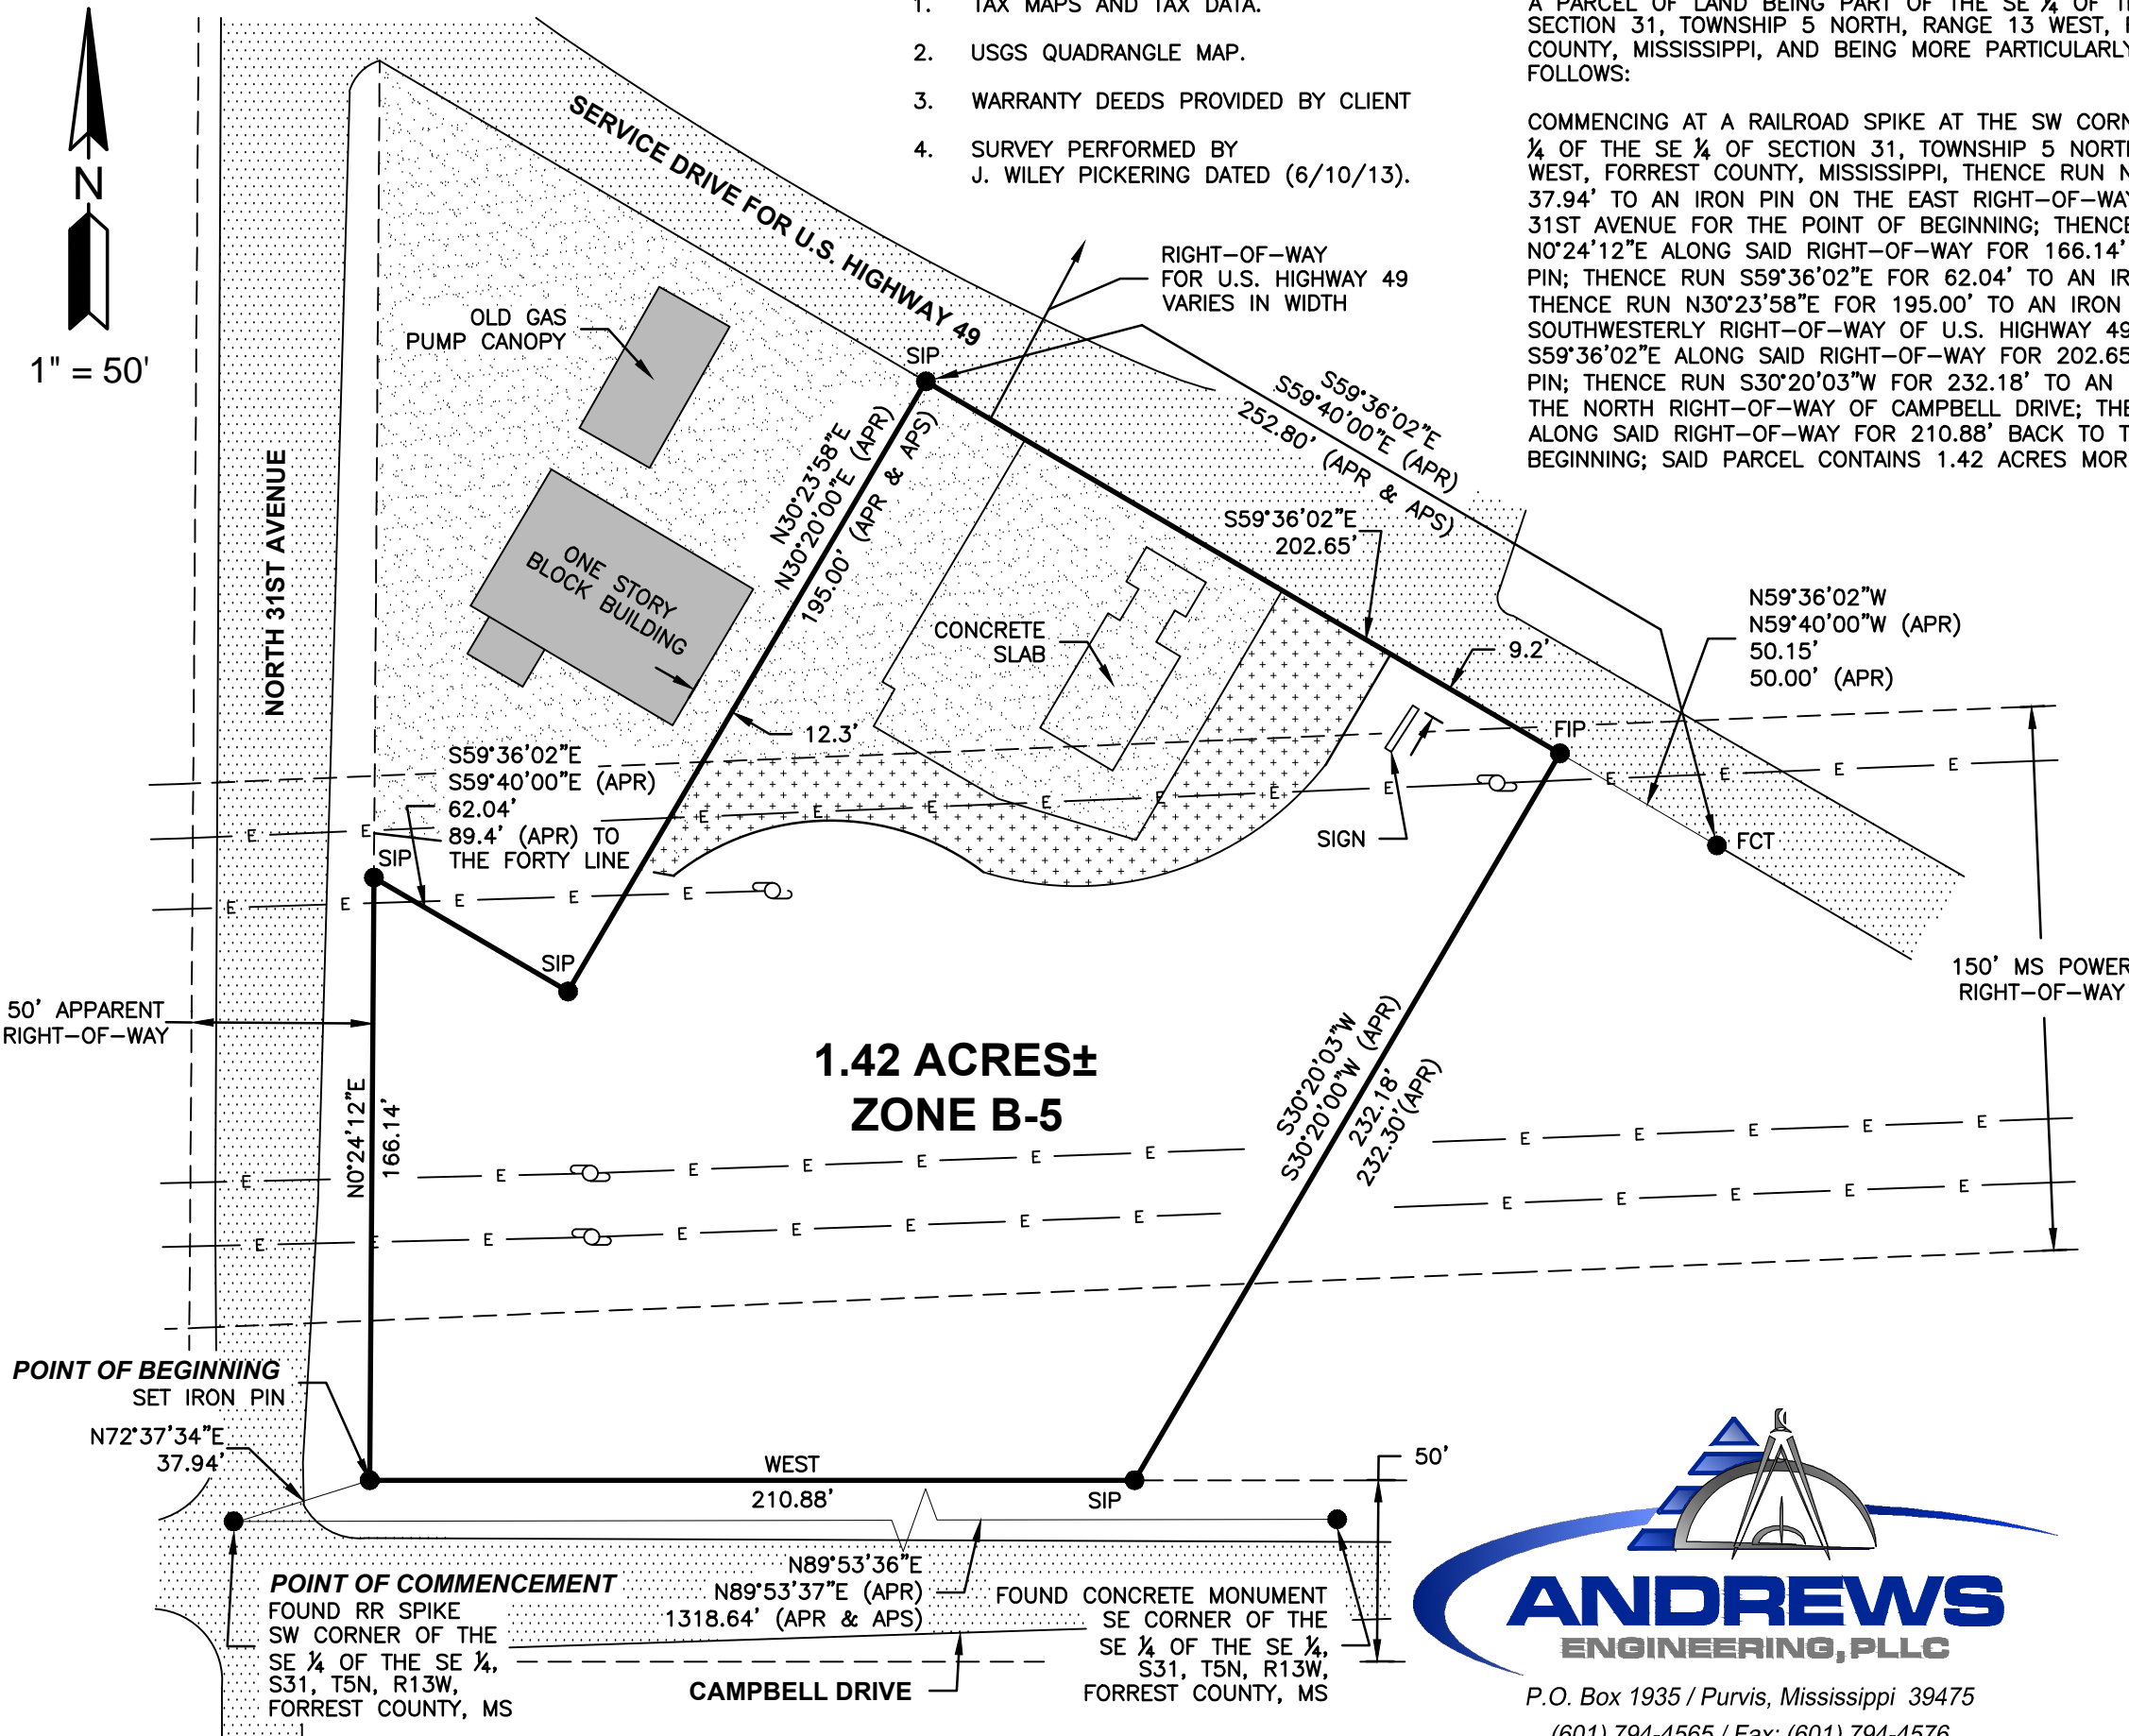 1. TAX MAPS AND TAX DATA.
2. USGS QUADRANGLE MAP.
3. WARRANTY DEEDS PROVIDED BY CLIENT
4. SURVEY PERFORMED BY
J. WILEY PICKERING DATED (6/10/13).
A PARCEL OF LAND BEING PART OF THE SE ¼ OF
SECTION 31, TOWNSHIP 5 NORTH, RANGE 13 WEST,
COUNTY, MISSISSIPPI, AND BEING MORE PARTICULARLY
FOLLOWS:
COMMENCING AT A RAILROAD SPIKE AT THE SW
¼ OF THE SE ¼ OF SECTION 31, TOWNSHIP 5
WEST, FORREST COUNTY, MISSISSIPPI, THENCE RUN
37.94' TO AN IRON PIN ON THE EAST
31ST AVENUE FOR THE POINT OF BEGINNING; THENCE
N0°24'12"E ALONG SAID RIGHT-OF-WAY FOR 166.14'
PIN; THENCE RUN S59°36'02"E FOR 62.04' TO AN
THENCE RUN N30°23'58"E FOR 195.00' TO AN IRON
SOUTHWESTERLY RIGHT-OF-WAY OF U.S. HIGHWAY 49
S59°36'02"E ALONG SAID RIGHT-OF-WAY FOR 202.65
PIN; THENCE RUN S30°20'03"W FOR 232.18' TO AN
THE NORTH RIGHT-OF-WAY OF CAMPBELL DRIVE;
ALONG SAID RIGHT-OF-WAY FOR 210.88' BACK TO
BEGINNING; SAID PARCEL CONTAINS 1.42 ACRES
N
1" = 50'
SERVICE DRIVE FOR U.S. HIGHWAY 49
RIGHT-OF-WAY
FOR U.S. HIGHWAY 49
VARIES IN WIDTH
OLD GAS
PUMP CANOPY
SIP
S59°36'02"E
S59°40'00"E (APR)
252.80' (APR & APS)
N30°23'58"E
N30°20'00"E (APR)
195.00' (APR & APS)
NORTH 31ST AVENUE
ONE STORY
BLOCK BUILDING
S59°36'02"E
202.65'
CONCRETE
SLAB
9.2'
N59°36'02"W
N59°40'00"W (APR)
50.15'
50.00' (APR)
12.3'
FIP
S59°36'02"E
S59°40'00"E (APR)
62.04'
89.4' (APR) TO
THE FORTY LINE
SIGN
FCT
SIP
SIP
E E E E E E E E E E E E E
E E E E E
50' APPARENT
RIGHT-OF-WAY
150' MS POWER
RIGHT-OF-WAY
1.42 ACRES±
ZONE B-5
N0°24'12"E
166.14'
S30°20'03"W
S30°20'00"W (APR)
232.18'
232.30'(APR)
E E E E E E E E E E E E
E E E E E E E E E E E E
POINT OF BEGINNING
SET IRON PIN
N72°37'34"E
37.94'
WEST
210.88'
SIP
50'
POINT OF COMMENCEMENT
FOUND RR SPIKE
SW CORNER OF THE
SE ¼ OF THE SE ¼,
S31, T5N, R13W,
FORREST COUNTY, MS
N89°53'36"E
N89°53'37"E (APR)
1318.64' (APR & APS)
CAMPBELL DRIVE
FOUND CONCRETE MONUMENT
SE CORNER OF THE
SE ¼ OF THE SE ¼,
S31, T5N, R13W,
FORREST COUNTY, MS
ANDREWS
ENGINEERING, PLLC
P.O. Box 1935 / Purvis, Mississippi 39475
(601) 794-4565 / Fax: (601) 794-4576